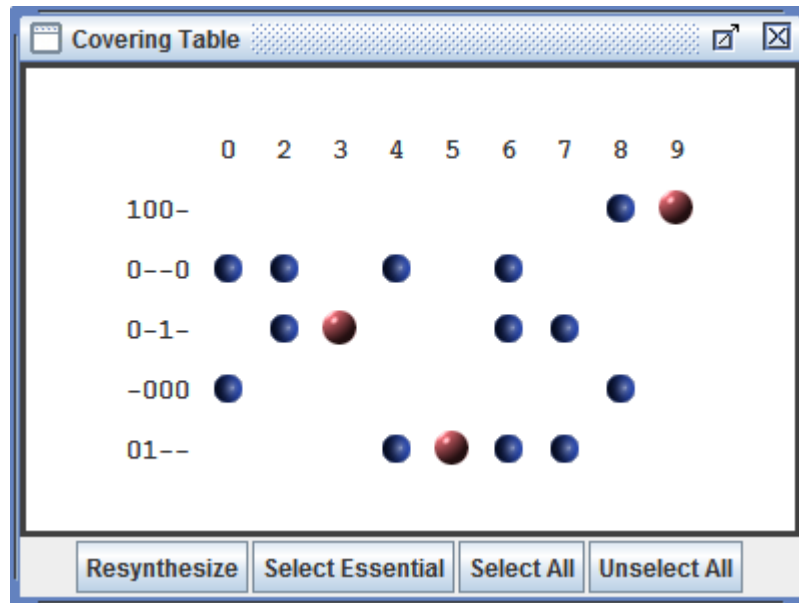 Covering Table
0 2 3 4 5 6 7 8 9
100-
0--0
0-1-
-000
01--
Resynthesize Select Essential Select All Unselect All